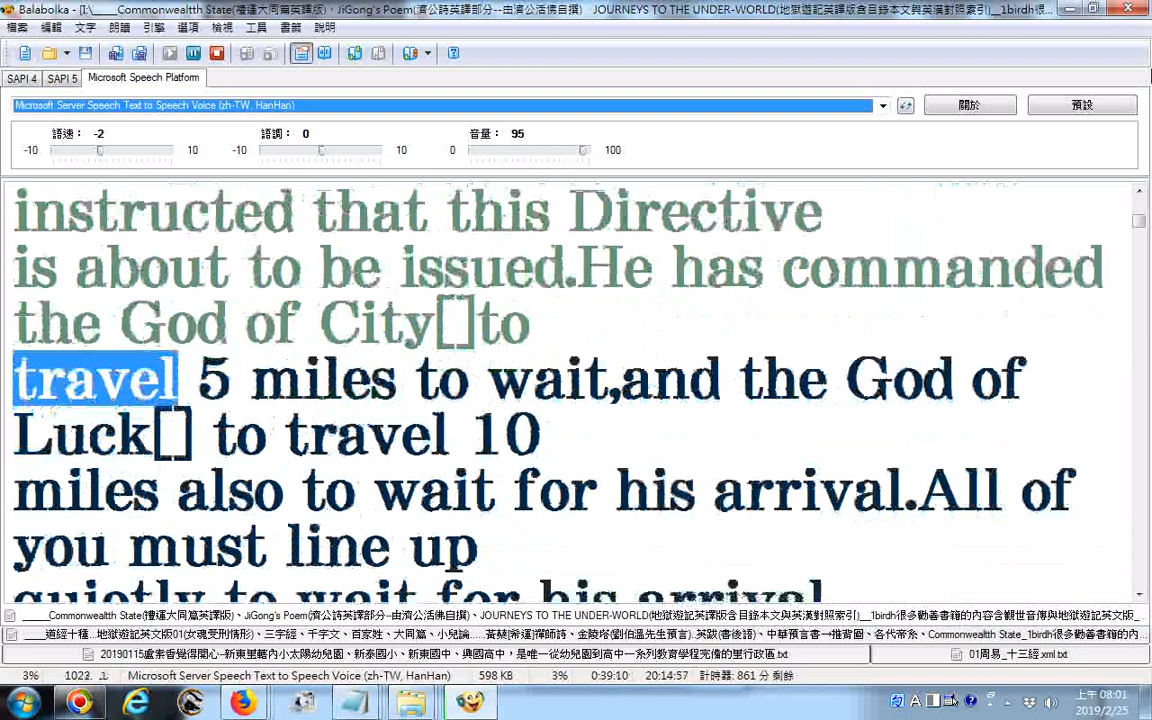 Balabolka - [I:\_____Commonwealth State(禮運大同篇英譯版)、JiGong's Poem(濟公詩英譯部分--由濟公活佛自撰)、JOURNEYS TO THE UNDER-WORLD(地獄遊記英譯版含目錄本文與英漢對照索引)__1birdh很...
檔案 編輯 文字 朗讀 引擎 選項 檢視 工具 書籤 說明
SAPI 4 SAPI 5 Microsoft Speech Platform
Microsoft Server Speech Text to Speech Voice (zh-TW, HanHan)
關於 預設
語速： -2 語調： 0 音量： 95
-10 10 -10 10 0 100
instructed that this Directive
is about to be issued.He has commanded
the God of City[]to
travel 5 miles to wait,and the God of
Luck[] to travel 10
miles also to wait for his arrival.All of
you must line up
quietly to wait for his arrival
_____Commonwealth State(禮運大同篇英譯版)、JiGong's Poem(濟公詩英譯部分--由濟公活佛自撰)、JOURNEYS TO THE UNDER-WORLD(地獄遊記英譯版含目錄本文與英漢對照索引)__1birdh很多勸善書籍的內容含觀世音傳與地獄遊記英文版...
_____道經十種...地獄遊記英文版01(女魂受刑情形)、三字經、千字文、百家姓、大同篇、小兒論......黃蘗[希運]禪師詩、金陵塔(劉伯溫先生預言).英趺(書後語)、中華預言書一推背圖、各代帝系、Commonwealth State_1birdh很多勸善書籍的內...
20190115盧素香覺得開心--新東里轄內小太陽幼兒園、新泰國小、新東國中、興國高中，是唯一從幼兒園到高中一系列教育學程完備的里行政區.txt 01周易_十三經.xml.txt
3% 1022. Microsoft Server Speech Text to Speech Voice (zh-TW, HanHan) 598 KB 3% 0:39:10 20:14:57 計時器: 861 分 剩餘
上午 08:01
2019/2/25